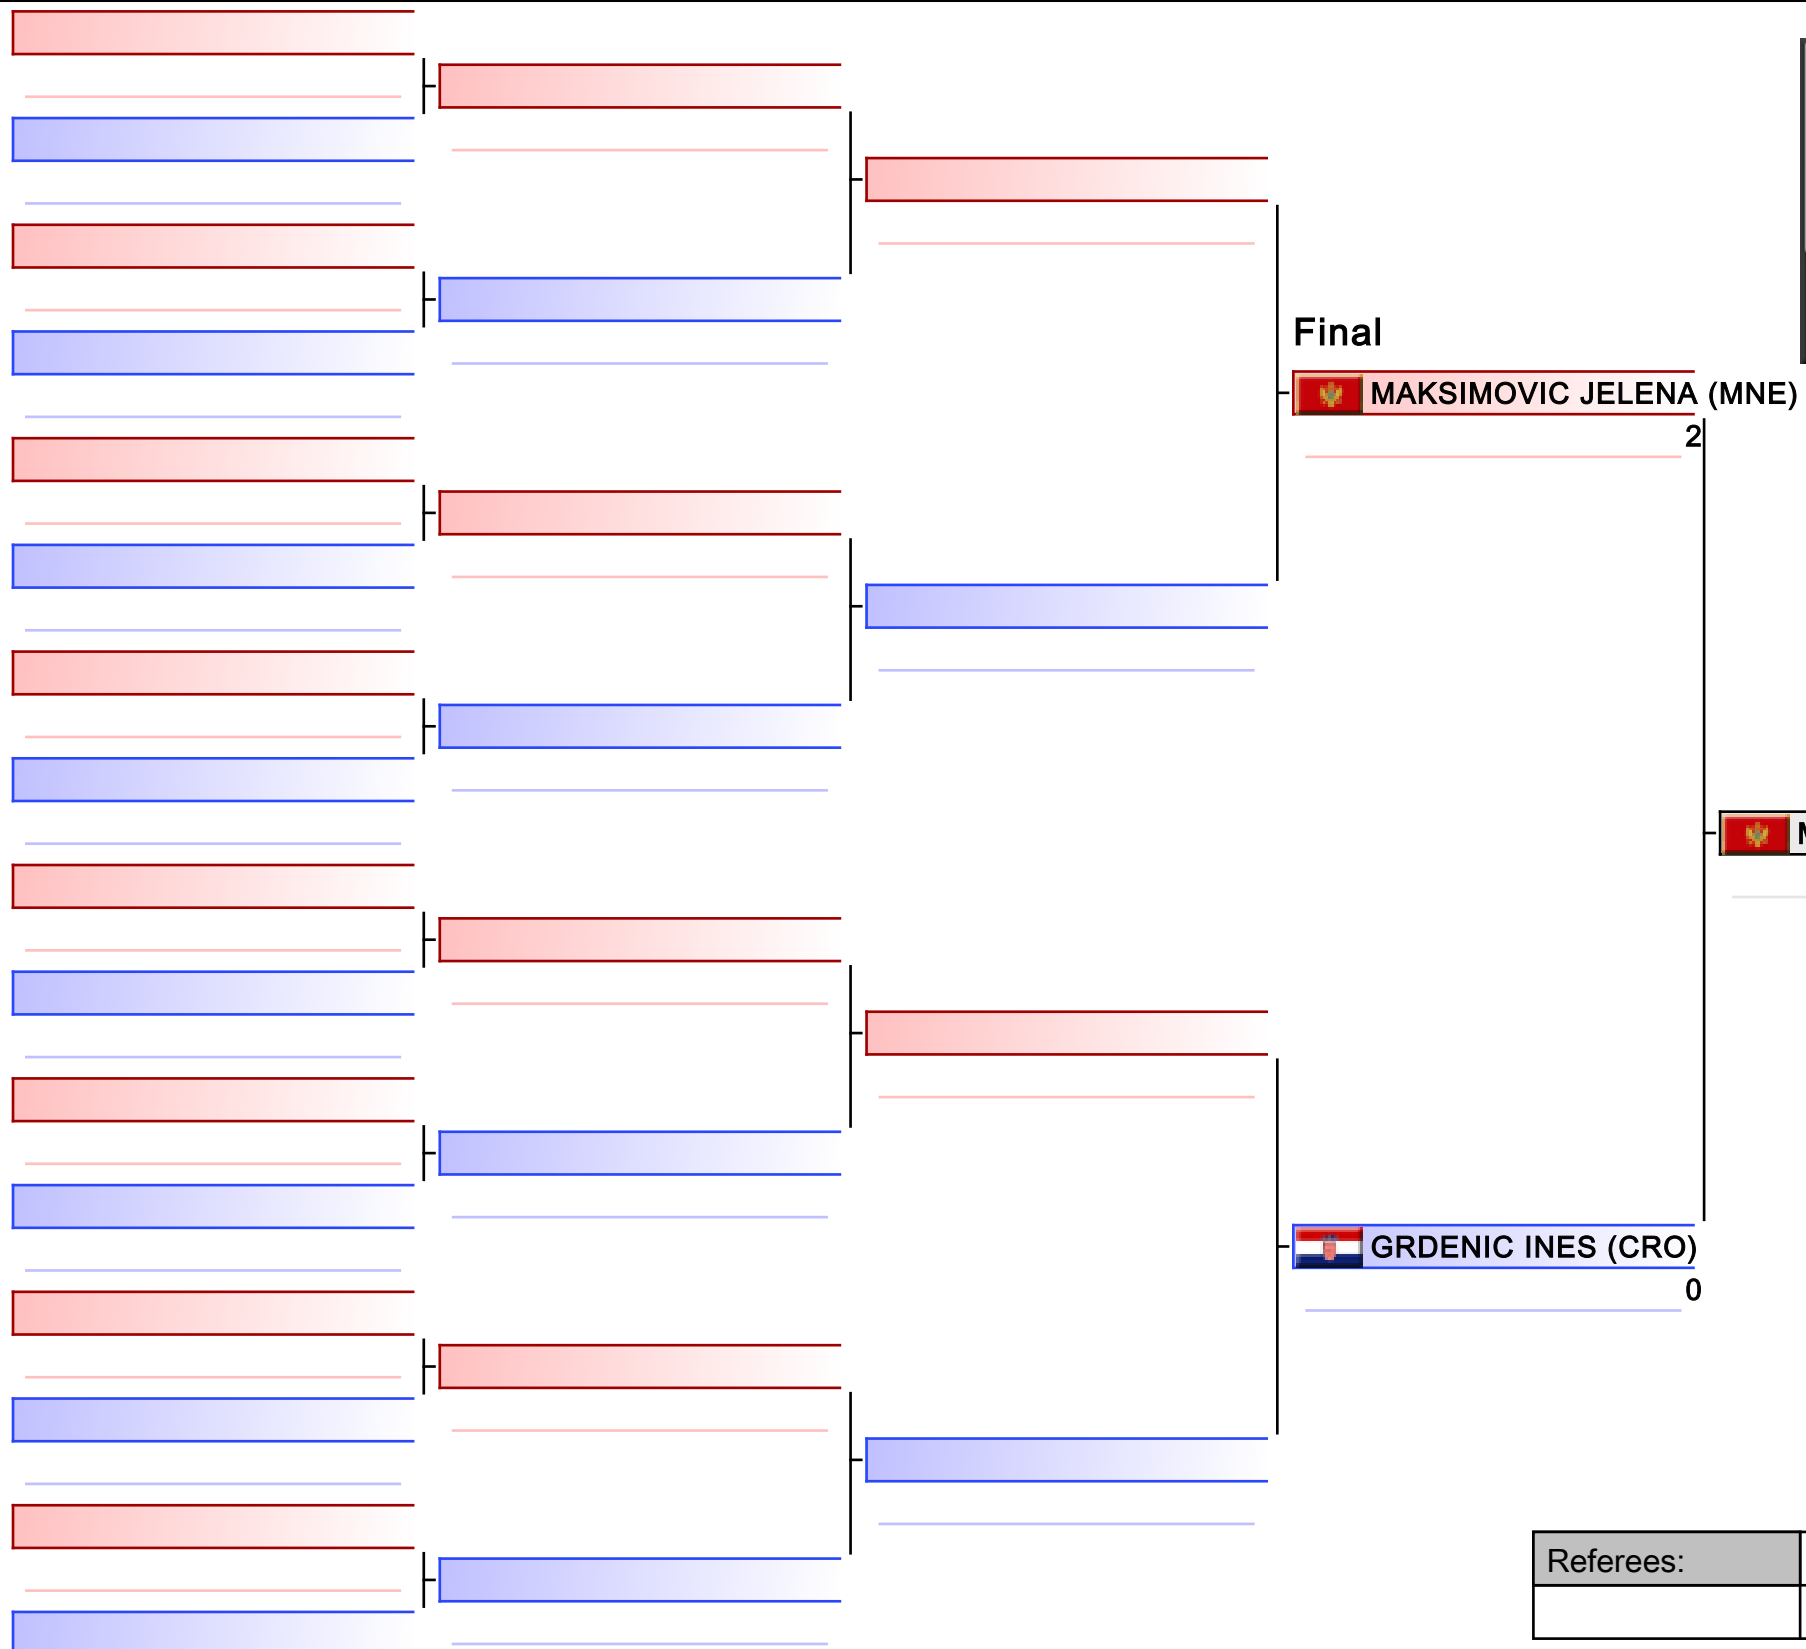 Final
MAKSIMOVIC JELENA (MNE)
2
GRDENIC INES (CRO)
0
Referees: